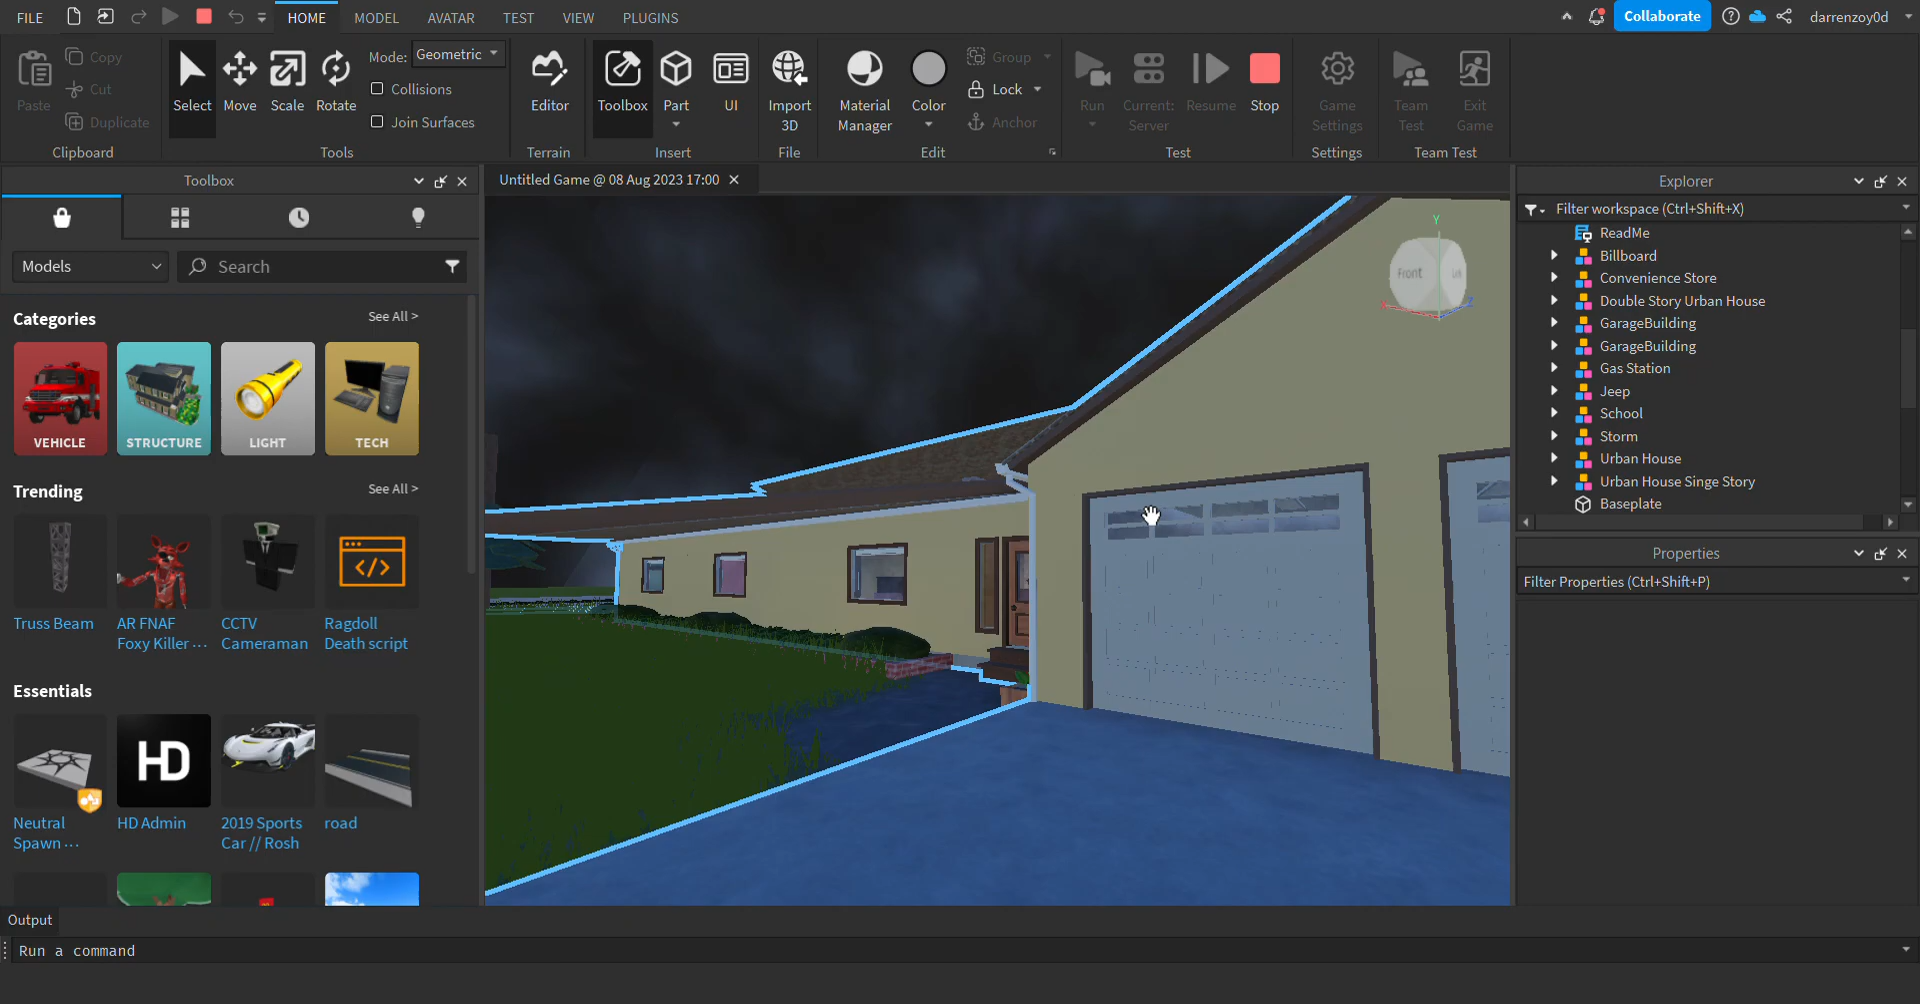 FILE
HOME
MODEL
AVATAR
TEST
VIEW
PLUGINS
Collaborate
darrenzoy0d
Paste
Copy
Cut
Duplicate
Clipboard
Select
Move
Scale
Rotate
Mode: Geometric
Collisions
Join Surfaces
Tools
Editor
Terrain
Toolbox
Part
UI
Insert
Import
3D
File
Material
Manager
Color
Group
Lock
Anchor
Edit
Run
Current:
Server
Resume
Stop
Test
Game
Settings
Settings
Team
Test
Exit
Game
Team Test
Toolbox
Models
Search
Categories
See All >
VEHICLE
STRUCTURE
LIGHT
TECH
Trending
See All >
Truss Beam
AR FNAF
Foxy Killer ...
CCTV
Cameraman
Ragdoll
Death script
Essentials
Neutral
Spawn ...
HD
HD Admin
2019 Sports
Car // Rosh
road
Untitled Game @ 08 Aug 2023 17:00
Y
Front
Explorer
Filter workspace (Ctrl+Shift+X)
ReadMe
Billboard
Convenience Store
Double Story Urban House
GarageBuilding
GarageBuilding
Gas Station
Jeep
School
Storm
Urban House
Urban House Singe Story
Baseplate
Properties
Filter Properties (Ctrl+Shift+P)
Output
Run a command